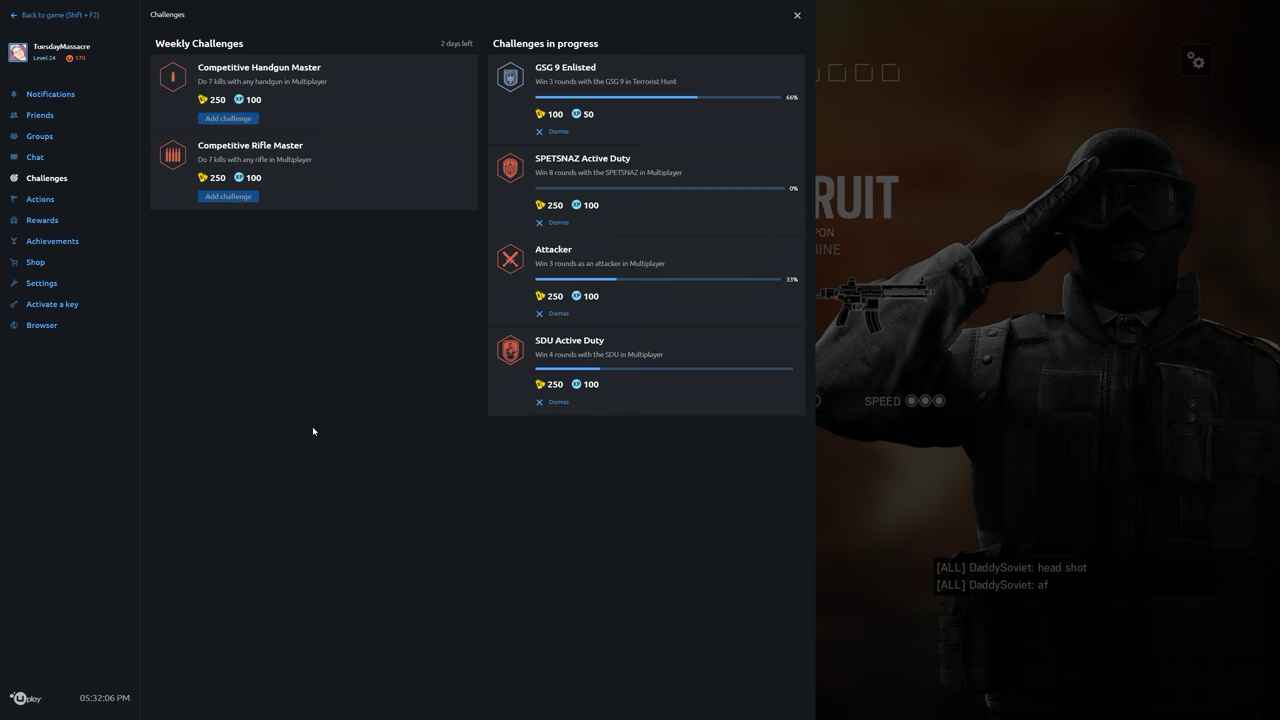 Back to game (Shift + F2)
TuesdayMassacre
Level 24 170
Notifications
Friends
Groups
Chat
Challenges
Actions
Rewards
Achievements
Shop
Settings
Activate a key
Browser
uplay
05:32:06 PM
Challenges
Weekly Challenges 2 days left
Competitive Handgun Master
Do 7 kills with any handgun in Multiplayer
250 XP 100
Add challenge
Competitive Rifle Master
Do 7 kills with any rifle in Multiplayer
250 XP 100
Add challenge
Challenges in progress
GSG 9 Enlisted
Win 3 rounds with the GSG 9 in Terrorist Hunt
66%
100 XP 50
Dismiss
SPETSNAZ Active Duty
Win 8 rounds with the SPETSNAZ in Multiplayer
0%
250 XP 100
Dismiss
Attacker
Win 3 rounds as an attacker in Multiplayer
33%
250 XP 100
Dismiss
SDU Active Duty
Win 4 rounds with the SDU in Multiplayer
250 XP 100
Dismiss
RUIT
PON
BINE
SPEED
[ALL] DaddySoviet: head shot
[ALL] DaddySoviet: af